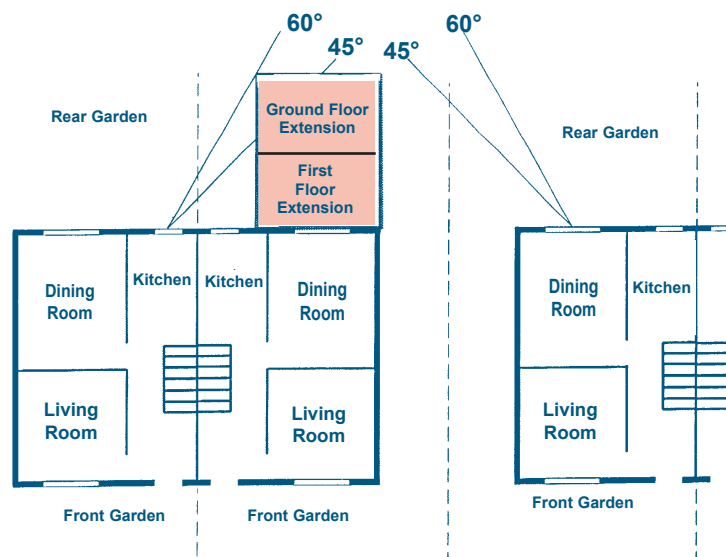 60°
45°
60°
45°
Rear Garden
Ground Floor
Extension
First
Floor
Extension
Rear Garden
Dining
Room
Kitchen
Kitchen
Dining
Room
Dining
Room
Kitchen
Living
Room
Living
Room
Living
Room
Front Garden
Front Garden
Front Garden